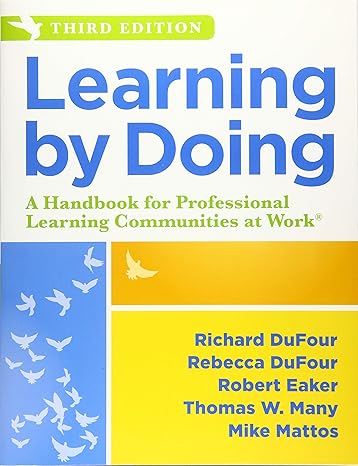 THIRD EDITION
Learning
by Doing
A Handbook for Professional
Learning Communities at Work®
Richard DuFour
Rebecca DuFour
Robert Eaker
Thomas W. Many
Mike Mattos